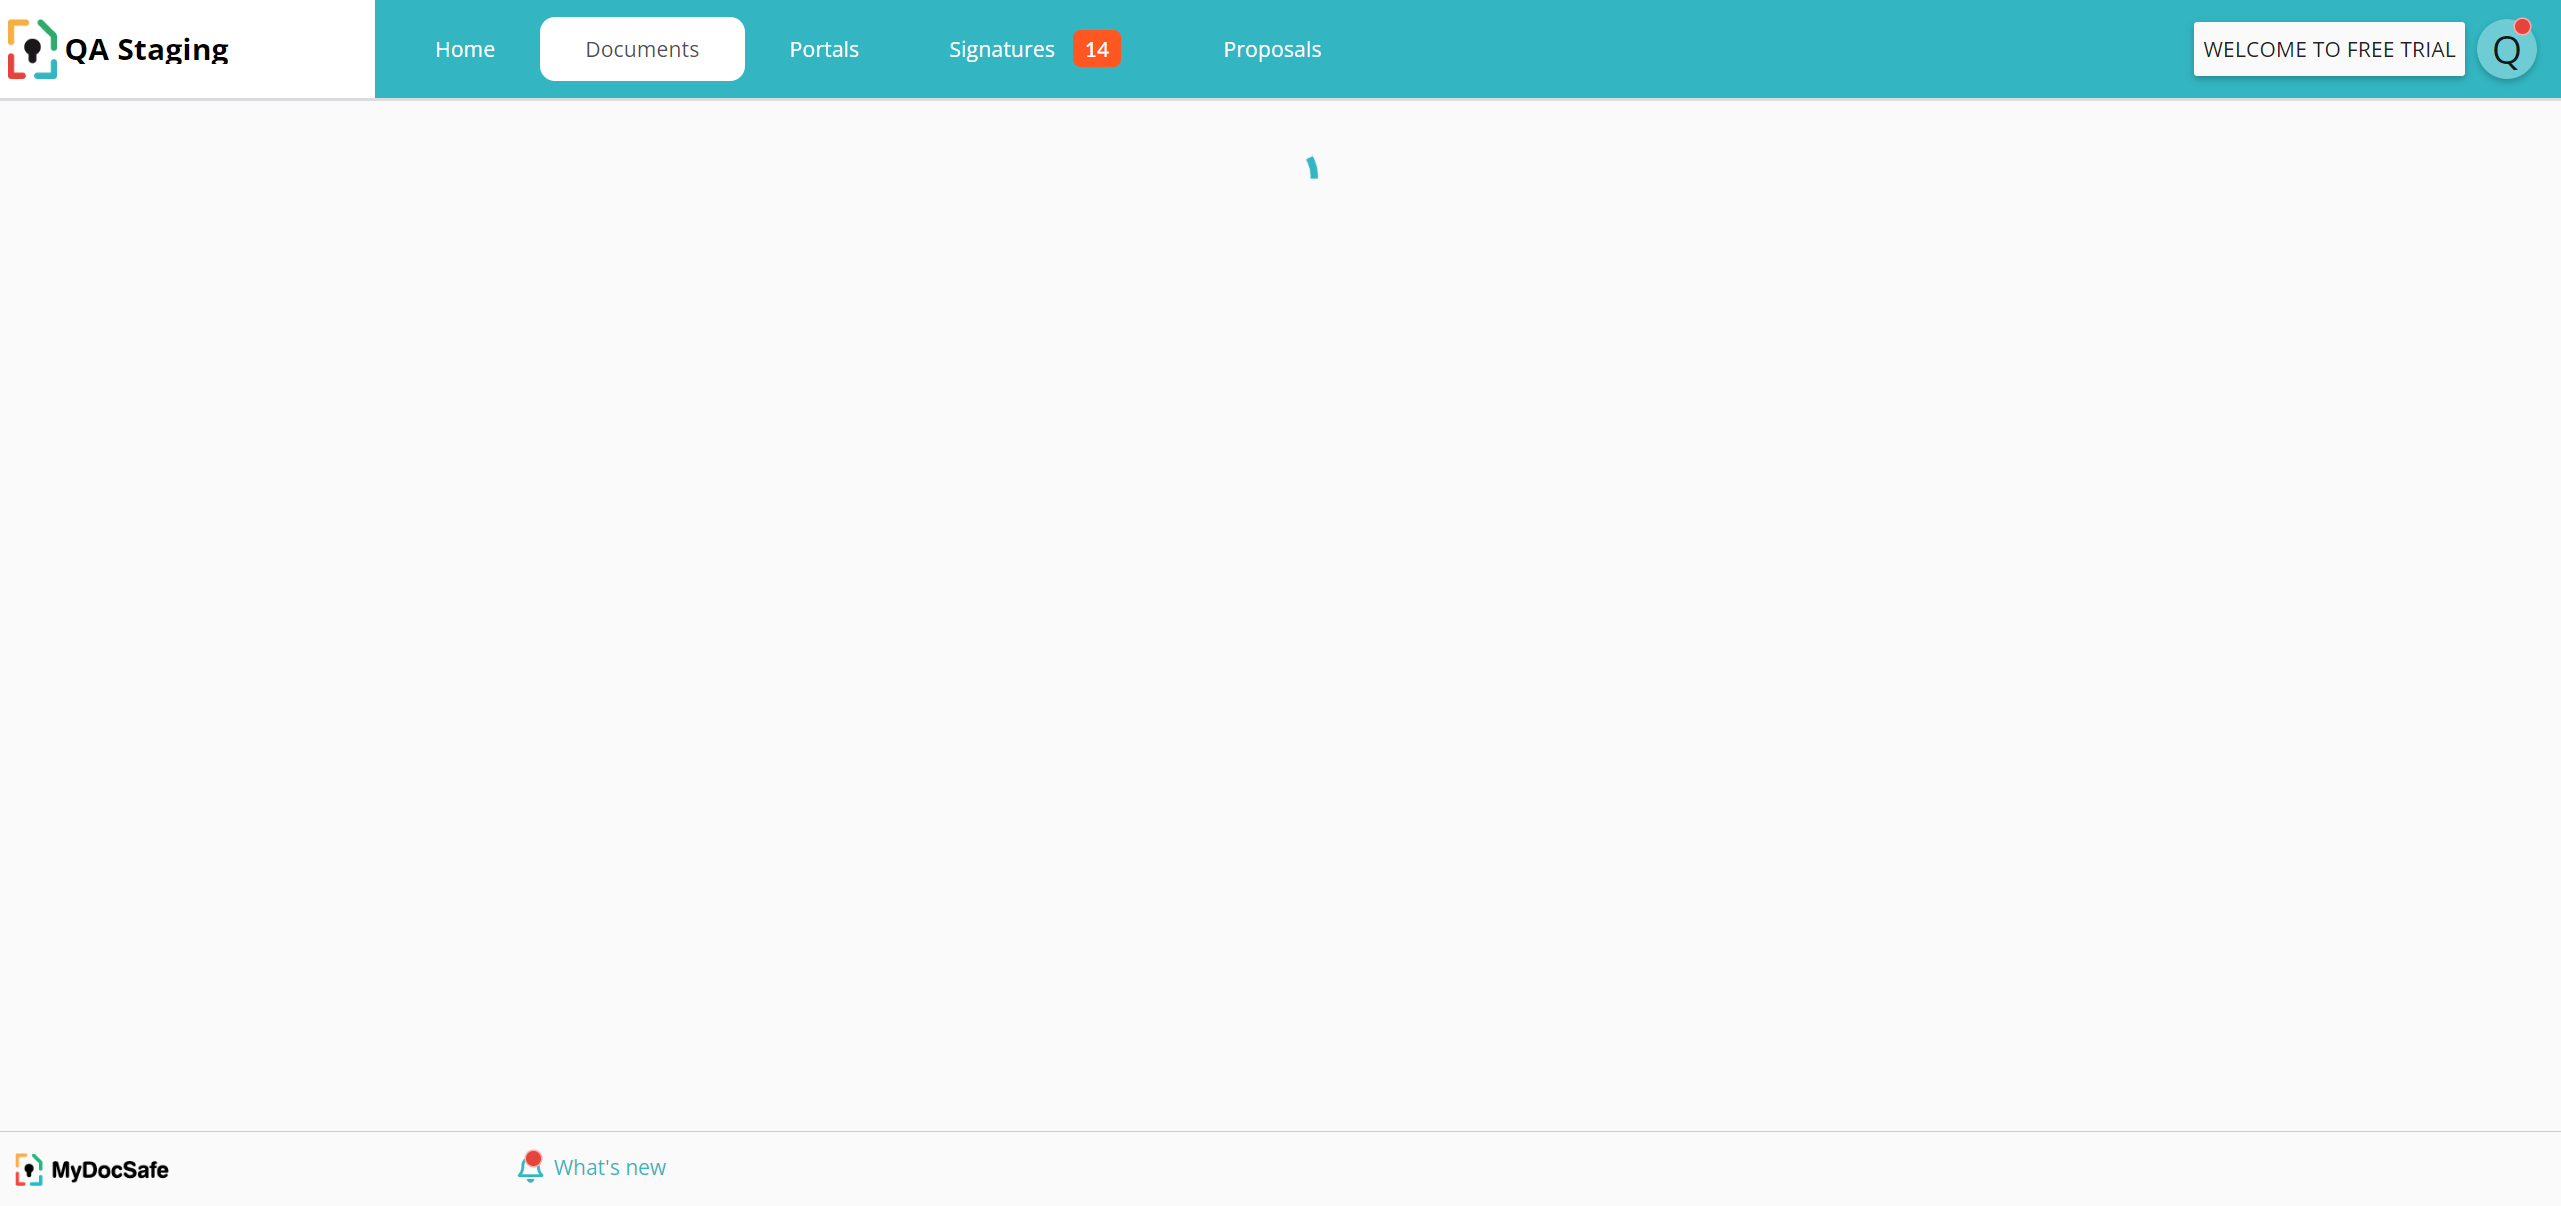 QA Staging
Home
Documents
Portals
Signatures 14
Proposals
WELCOME TO FREE TRIAL
Q
MyDocSafe
What's new